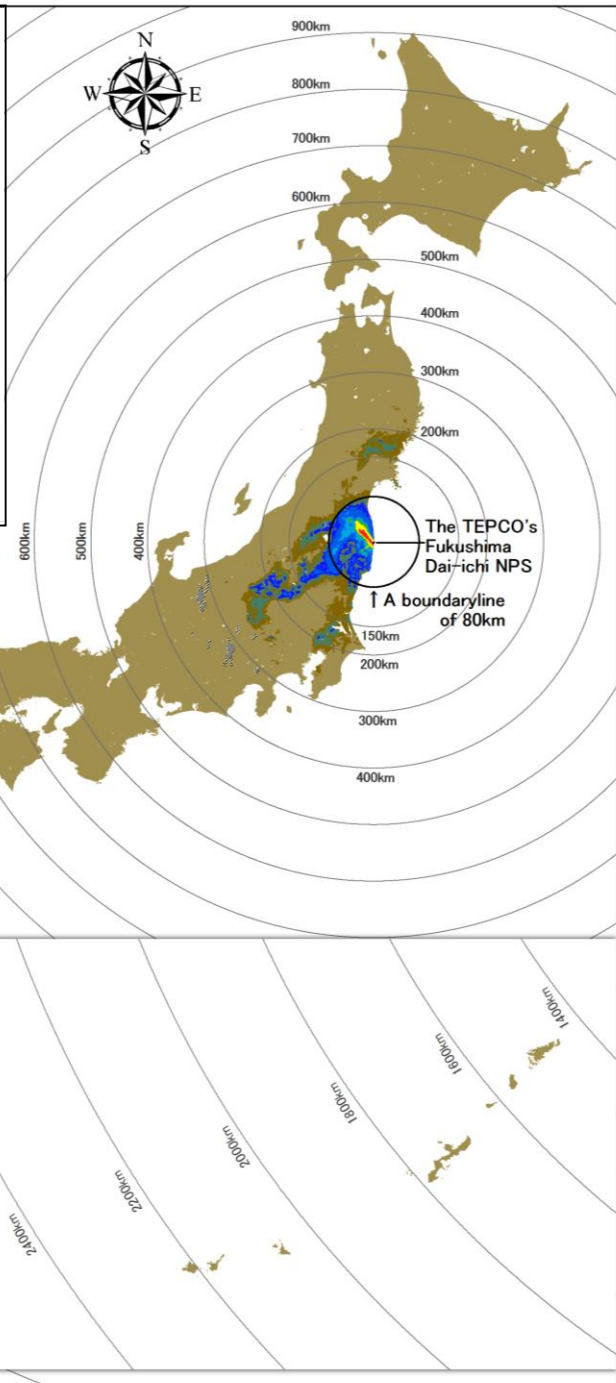 900km
N
W E
S
800km
700km
600km
500km
400km
300km
200km
600km
500km
400km
The TEPCO's
Fukushima
Dai-ichi NPS
↑ A boundaryline
of 80km
150km
200km
300km
400km
1400km
1600km
1800km
2000km
2200km
2400km